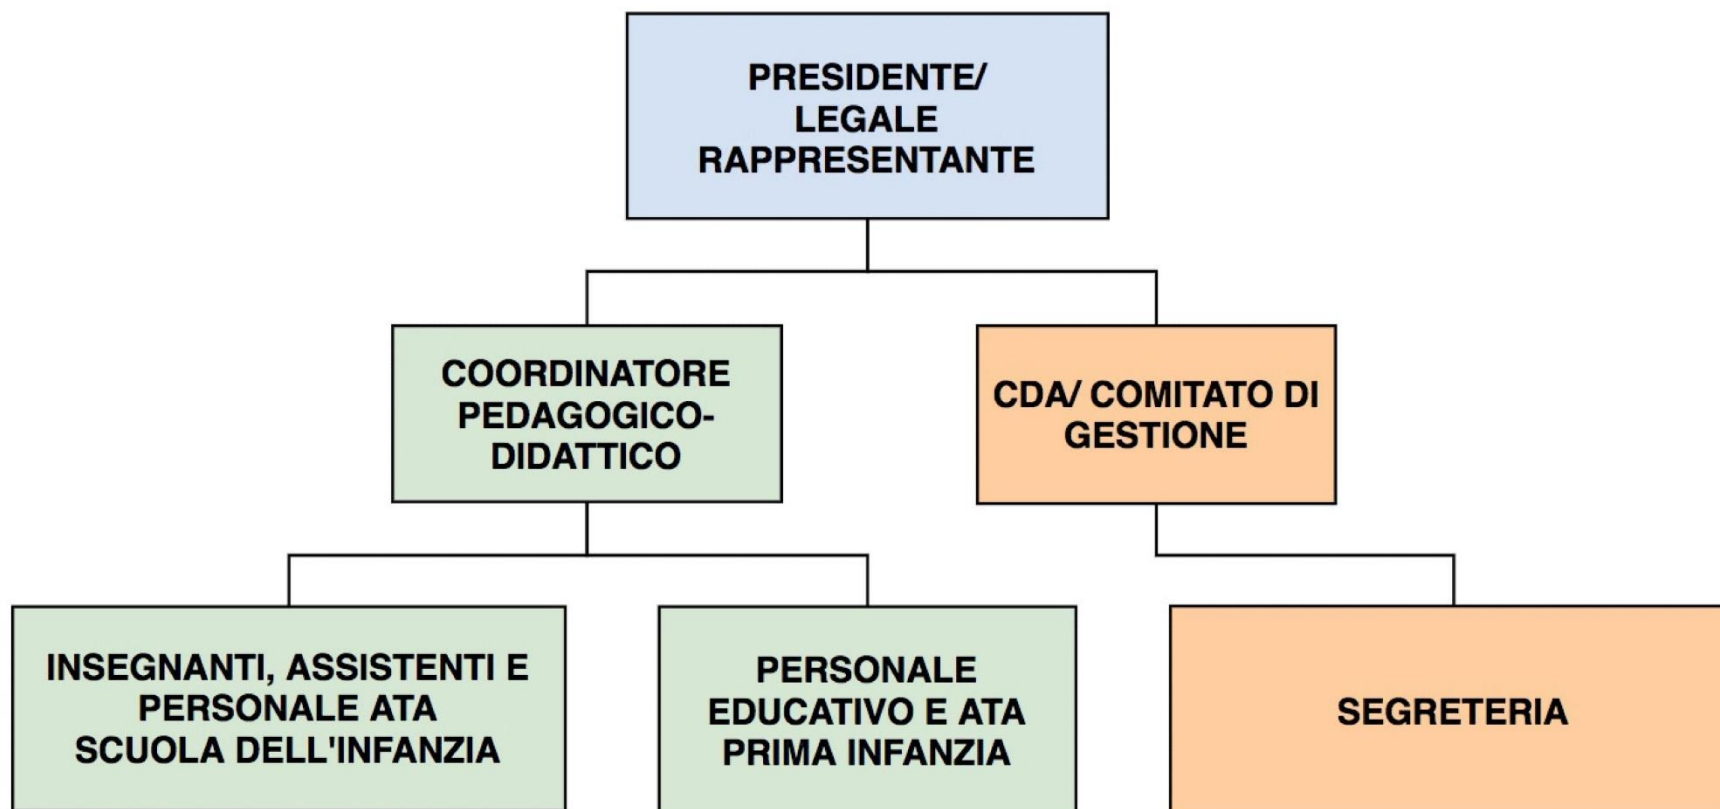 PRESIDENTE/
LEGALE
RAPPRESENTANTE
COORDINATORE
PEDAGOGICO-
DIDATTICO
CDA/ COMITATO DI
GESTIONE
INSEGNANTI, ASSISTENTI E
PERSONALE ATA
SCUOLA DELL'INFANZIA
PERSONALE
EDUCATIVO E ATA
PRIMA INFANZIA
SEGRETERIA